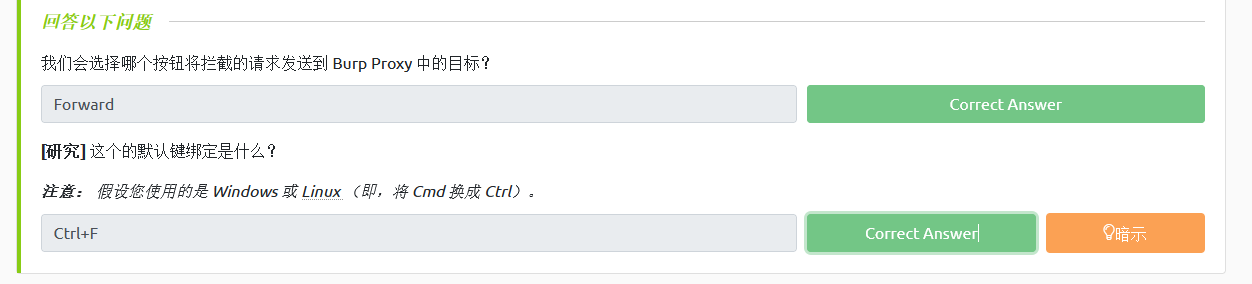 回答以下问题
我们会选择哪个按钮将拦截的请求发送到 Burp Proxy 中的目标？
Forward
Correct Answer
[研究] 这个的默认键绑定是什么？
注意： 假设您使用的是 Windows 或 Linux （即，将 Cmd 换成 Ctrl）。
Ctrl+F
Correct Answer
暗示